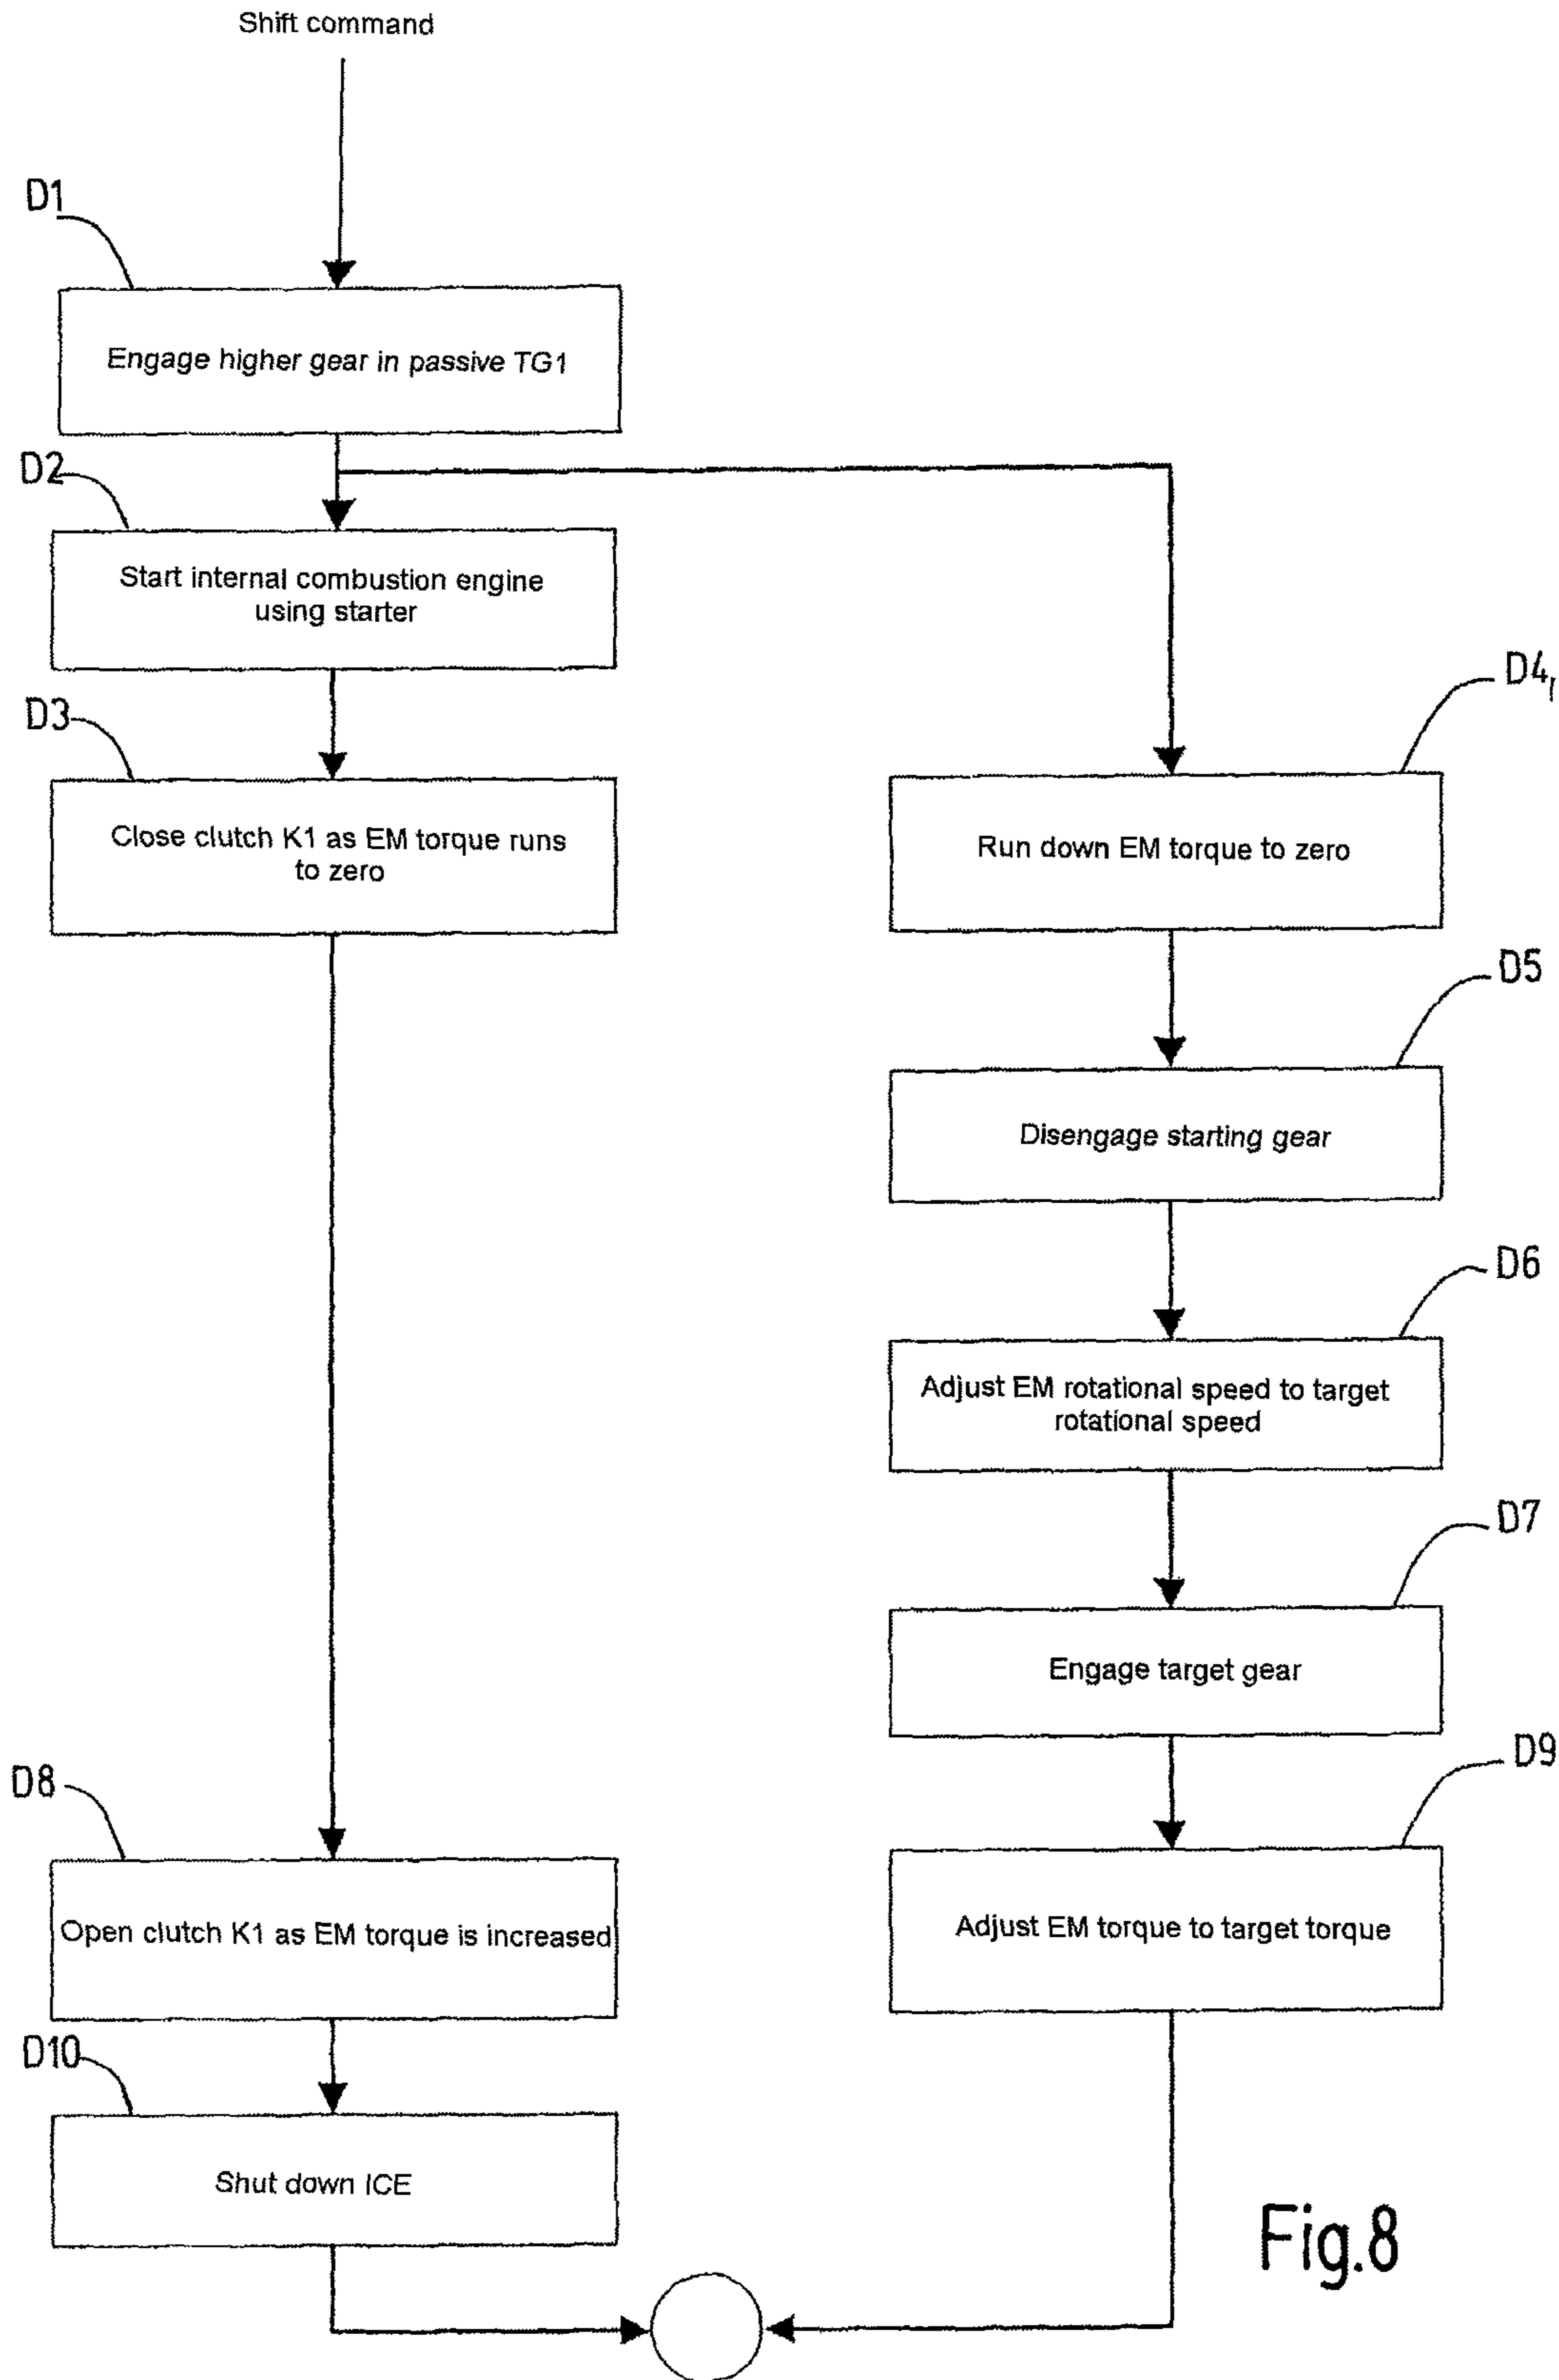 Shift command
D1
Engage higher gear in passive TG1
D2
Start internal combustion engine
using starter
D3
Close clutch K1 as EM torque runs
to zero
D4
Run down EM torque to zero
D5
Disengage starting gear
D6
Adjust EM rotational speed to target
rotational speed
D7
Engage target gear
D8
Open clutch K1 as EM torque is increased
D9
Adjust EM torque to target torque
D10
Shut down ICE
Fig.8